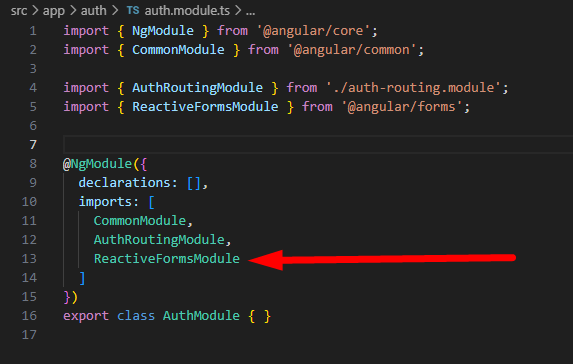 src > app > auth > TS auth.module.ts > ...
1 import { NgModule } from '@angular/core';
2 import { CommonModule } from '@angular/common';
3
4 import { AuthRoutingModule } from './auth-routing.module';
5 import { ReactiveFormsModule } from '@angular/forms';
6
7
8 @NgModule({
9   declarations: [],
10   imports: [
11     CommonModule,
12     AuthRoutingModule,
13     ReactiveFormsModule
14   ]
15 })
16 export class AuthModule { }
17